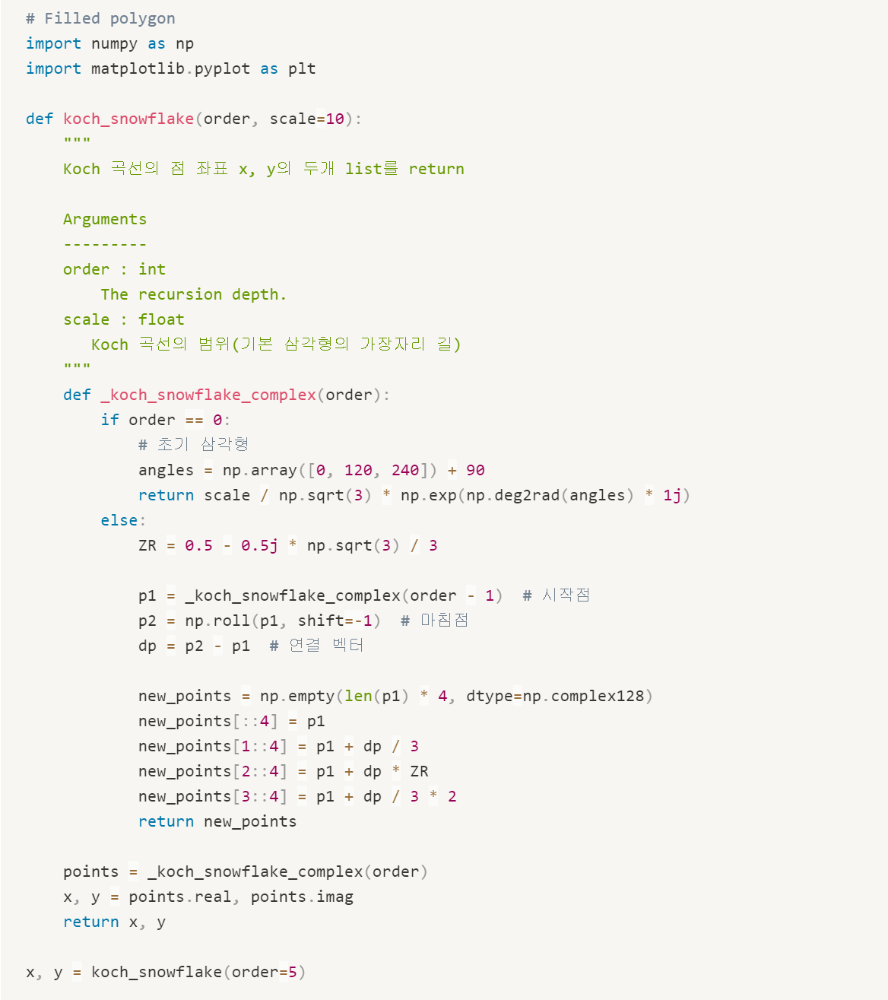 # Filled polygon
import numpy as np
import matplotlib.pyplot as plt

def koch_snowflake(order, scale=10):
    """
    Koch 곡선의 점 좌표 x, y의 두개 list를 return

    Arguments
    ---------
    order : int
        The recursion depth.
    scale : float
       Koch 곡선의 범위(기본 삼각형의 가장자리 길)
    """
    def _koch_snowflake_complex(order):
        if order == 0:
            # 초기 삼각형
            angles = np.array([0, 120, 240]) + 90
            return scale / np.sqrt(3) * np.exp(np.deg2rad(angles) * 1j)
        else:
            ZR = 0.5 - 0.5j * np.sqrt(3) / 3

            p1 = _koch_snowflake_complex(order - 1)  # 시작점
            p2 = np.roll(p1, shift=-1)  # 마침점
            dp = p2 - p1  # 연결 벡터

            new_points = np.empty(len(p1) * 4, dtype=np.complex128)
            new_points[::4] = p1
            new_points[1::4] = p1 + dp / 3
            new_points[2::4] = p1 + dp * ZR
            new_points[3::4] = p1 + dp / 3 * 2
            return new_points

    points = _koch_snowflake_complex(order)
    x, y = points.real, points.imag
    return x, y

x, y = koch_snowflake(order=5)